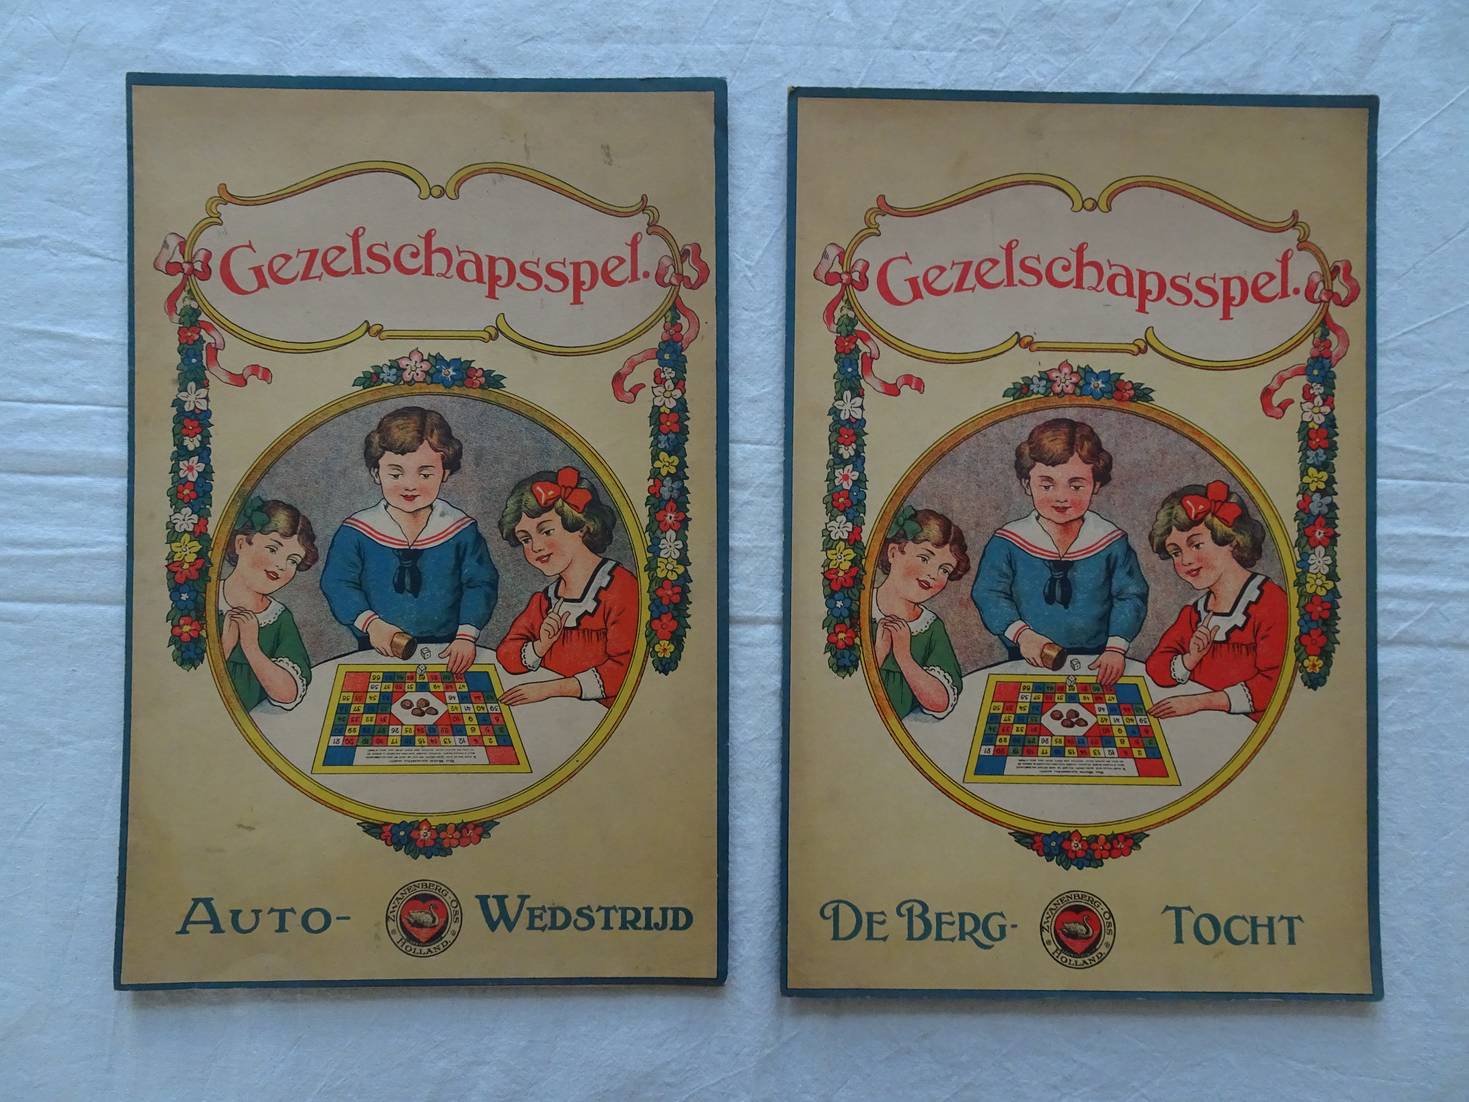 Gezelschapsspel.
AUTO-
ZWANENBERG-OSS
HOLLAND.
WEDSTRIJD
Gezelschapsspel.
DE BERG-
ZWANENBERG-OSS
HOLLAND.
TOCHT